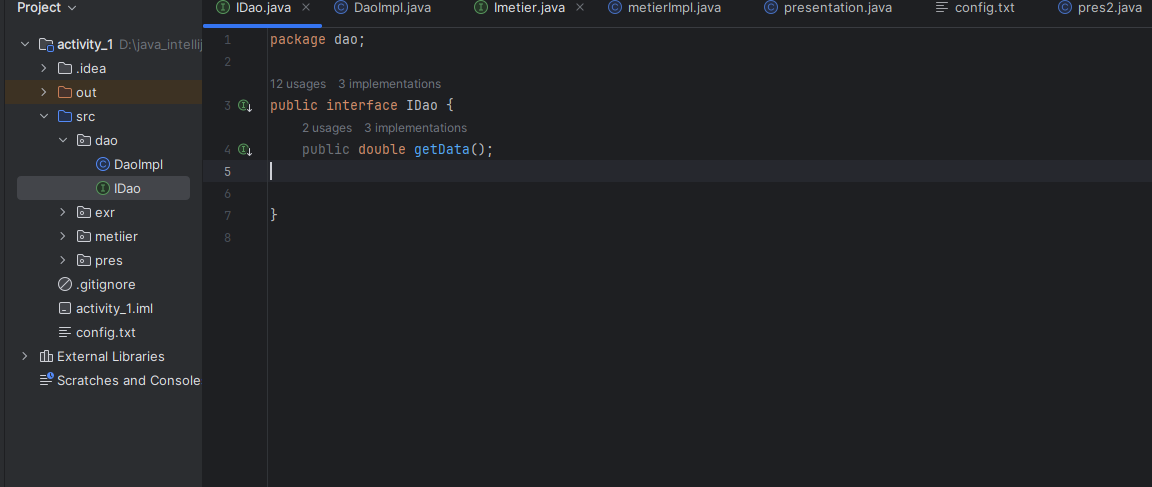 Project
IDao.java DaoImpl.java Imetier.java metierImpl.java presentation.java config.txt pres2.java
activity_1 D:\java_intellij
.idea
out
src
dao
DaoImpl
IDao
exr
metiier
pres
.gitignore
activity_1.iml
config.txt
External Libraries
Scratches and Console
1 package dao;
2
12 usages 3 implementations
3 public interface IDao {
2 usages 3 implementations
4 public double getData();
5
6
7 }
8